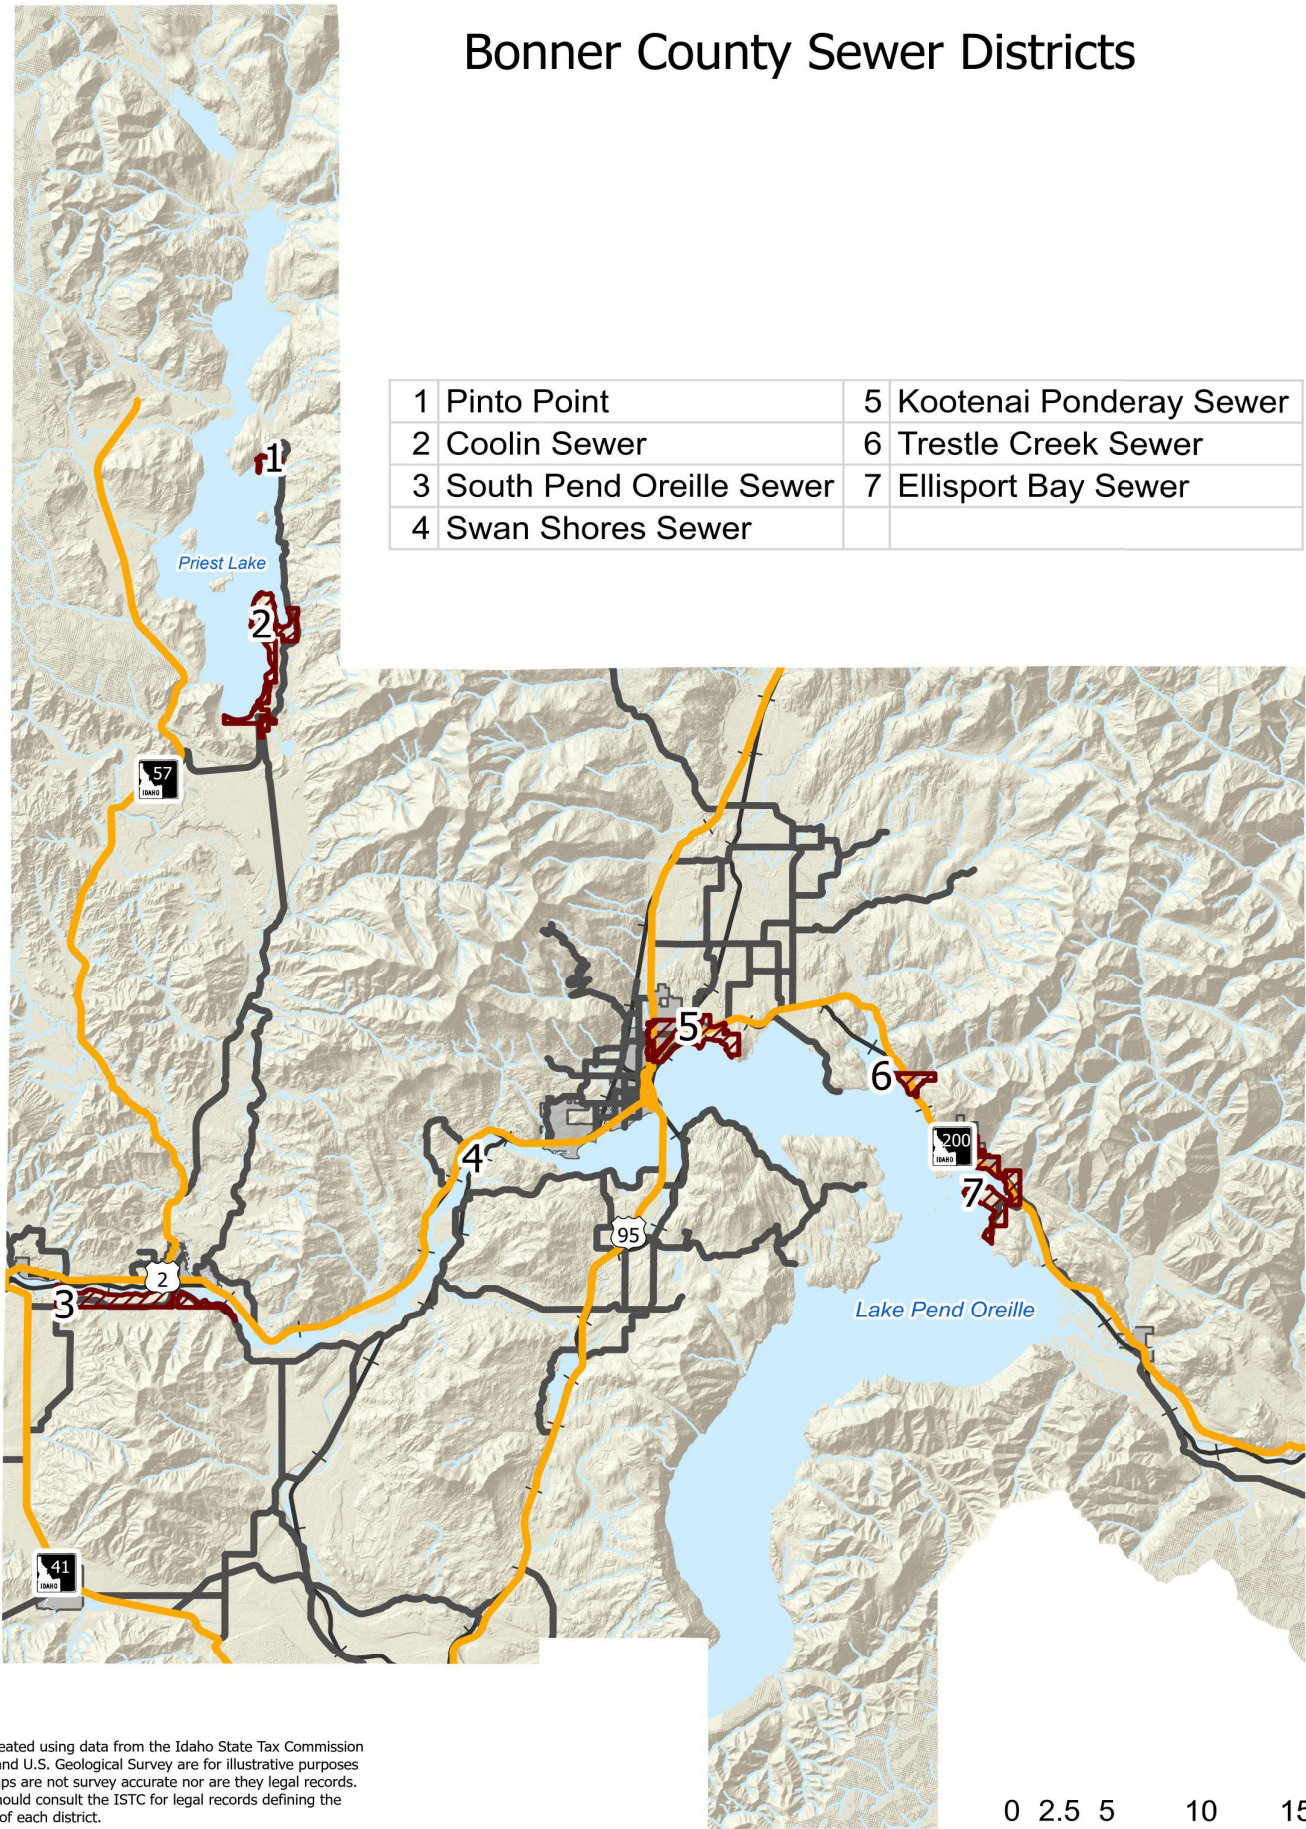 Bonner County Sewer Districts
1 Pinto Point 5 Kootenai Ponderay Sewer
2 Coolin Sewer 6 Trestle Creek Sewer
3 South Pend Oreille Sewer 7 Ellisport Bay Sewer
4 Swan Shores Sewer
1
Priest Lake
2
57
IDAHO
5
6
200
IDAHO
4
7
95
2
3
Lake Pend Oreille
41
IDAHO
eated using data from the Idaho State Tax Commission
and U.S. Geological Survey are for illustrative purposes
ps are not survey accurate nor are they legal records.
ould consult the ISTC for legal records defining the
of each district.
0 2.5 5 10 15